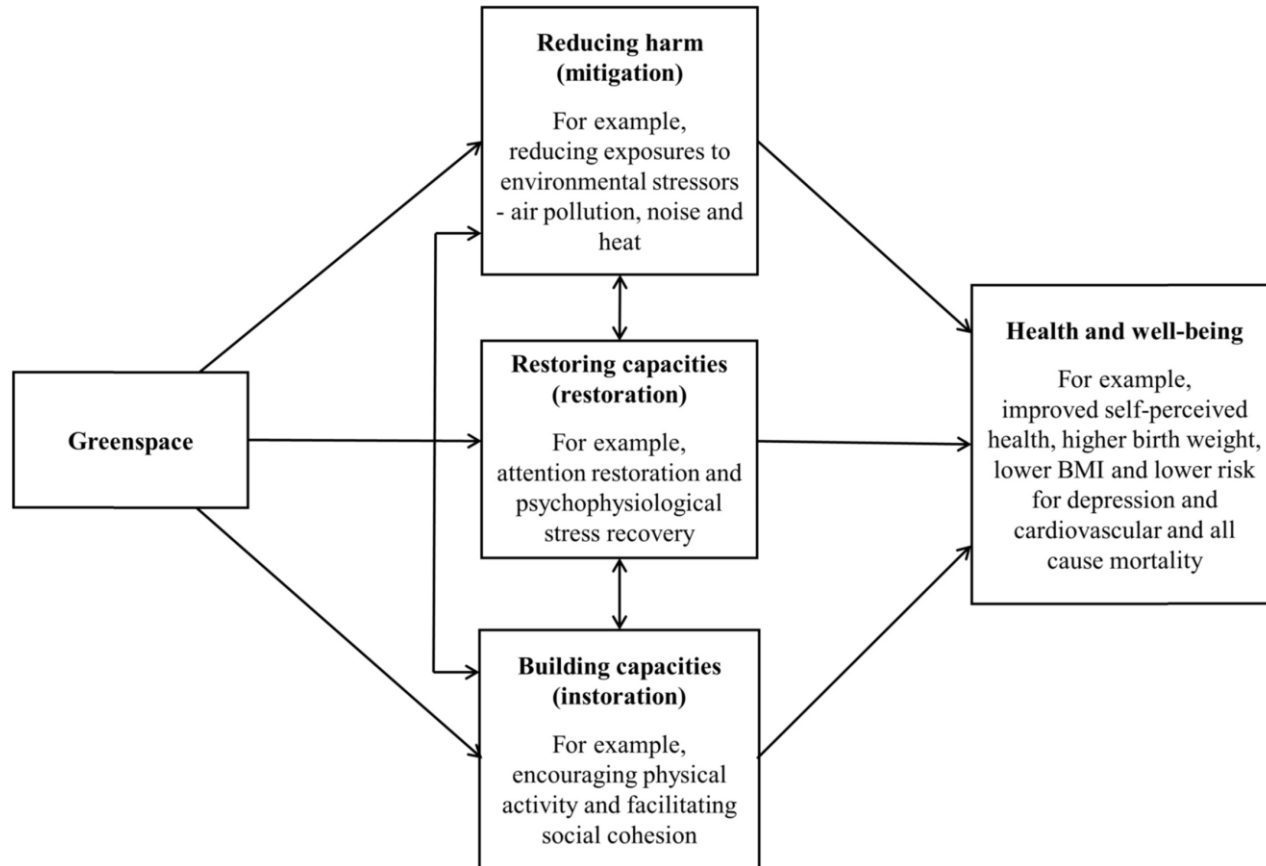 Reducing harm
(mitigation)
For example,
reducing exposures to
environmental stressors
- air pollution, noise and
heat
Greenspace
Restoring capacities
(restoration)
For example,
attention restoration and
psychophysiological
stress recovery
Building capacities
(instoration)
For example,
encouraging physical
activity and facilitating
social cohesion
Health and well-being
For example,
improved self-perceived
health, higher birth weight,
lower BMI and lower risk
for depression and
cardiovascular and all
cause mortality